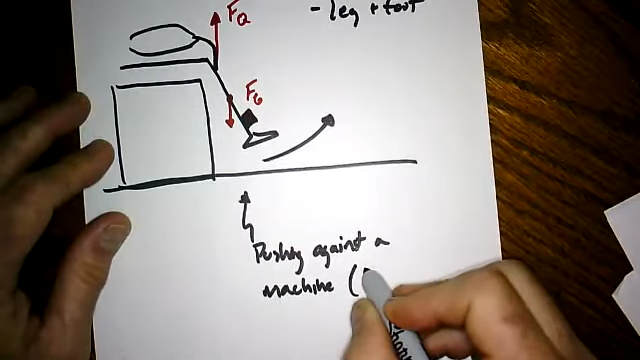 FQ
- leg + foot
FG
Pushing against a
machine (